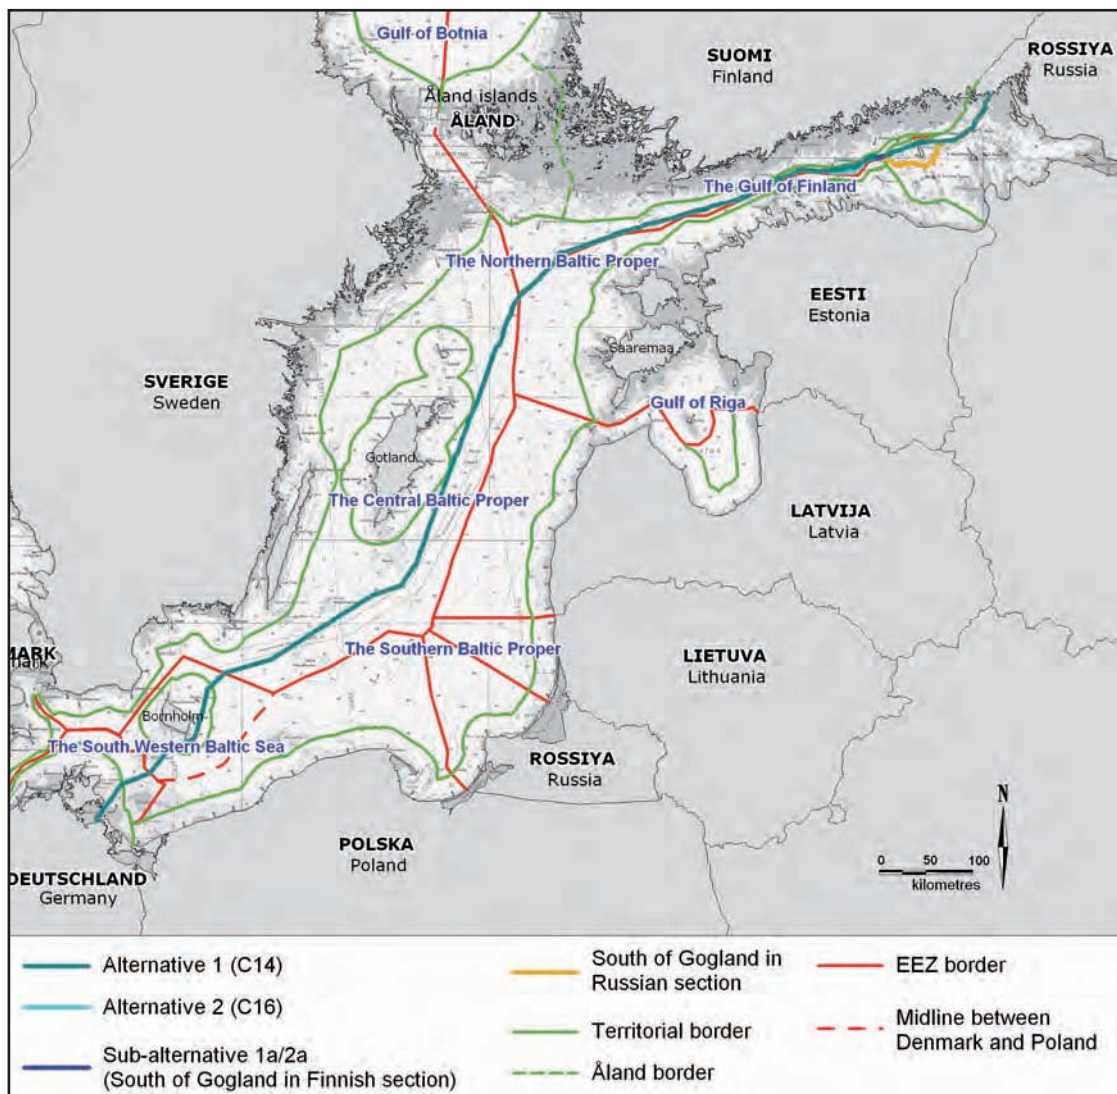 Gulf of Botnia
SUOMI
Finland
ROSSIYA
Russia
Åland islands
ÅLAND
The Gulf of Finland
The Northern Baltic Proper
EESTI
Estonia
Saaremaa
SVERIGE
Sweden
Gulf of Riga
Gotland
The Central Baltic Proper
LATVIJA
Latvia
The Southern Baltic Proper
MARK
mark
LIETUVA
Lithuania
Bornholm
The South Western Baltic Sea
ROSSIYA
Russia
N
POLSKA
Poland
0 50 100
kilometres
DEUTSCHLAND
Germany
Alternative 1 (C14)
Alternative 2 (C16)
Sub-alternative 1a/2a
(South of Gogland in Finnish section)
South of Gogland in
Russian section
Territorial border
Åland border
EEZ border
Midline between
Denmark and Poland